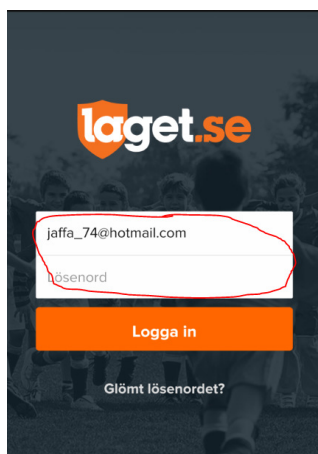 laget.se
jaffa_74@hotmail.com
Lösenord
Logga in
Glömt lösenordet?